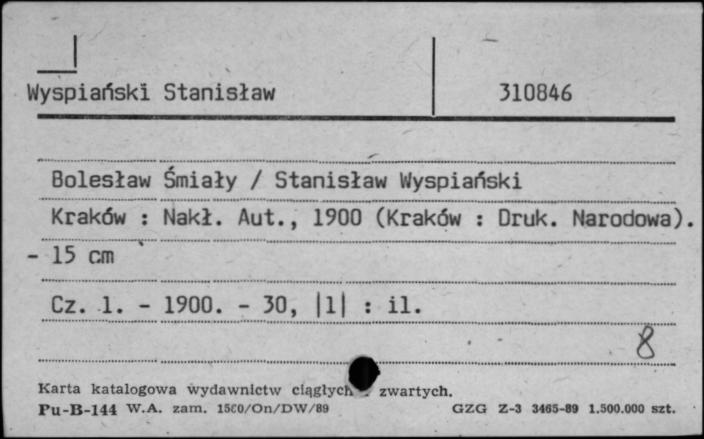 Wyspiański Stanisław 310846
Bolesław Śmiały / Stanisław Wyspiański
Kraków : Nakł. Aut., 1900 (Kraków : Druk. Narodowa).
- 15 cm
Cz. 1. - 1900. - 30, |1| : il.
8
Karta katalogowa wydawnictw ciągłych zwartych.
Pu-B-144 W.A. zam. 1560/On/DW/89 GZG Z-3 3465-89 1.500.000 szt.